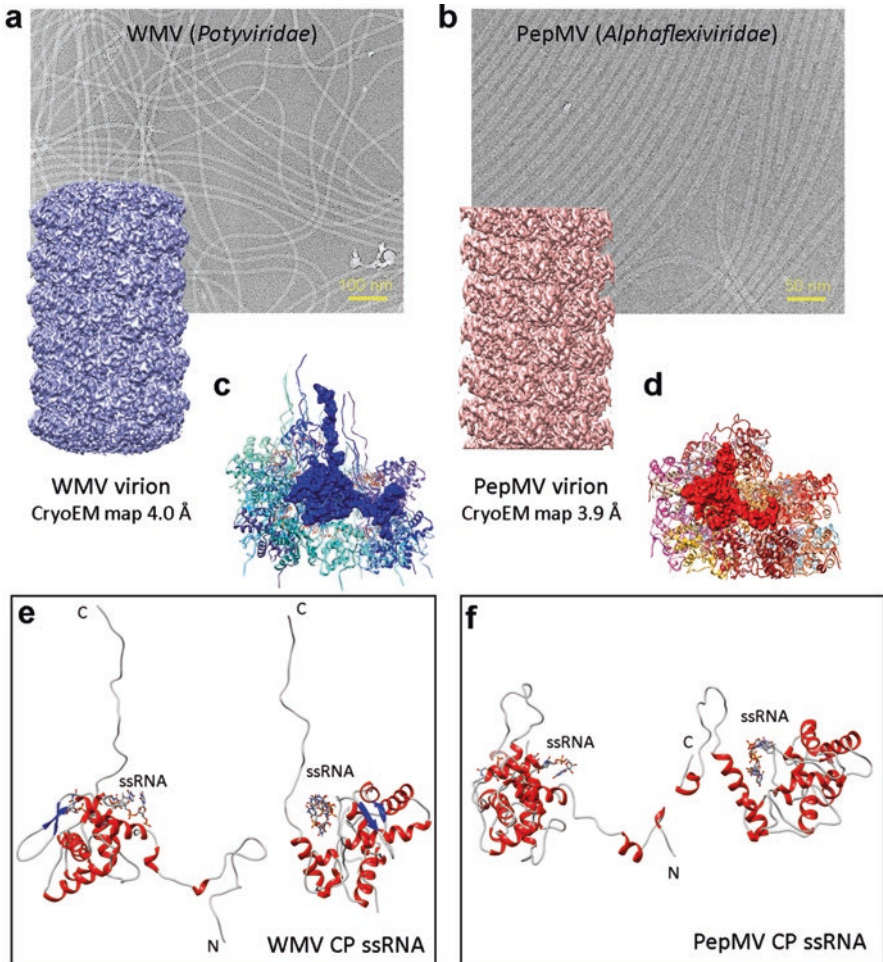 a
WMV (Potyviridae)
100 nm
b
PepMV (Alphaflexiviridae)
50 nm
c
WMV virion
CryoEM map 4.0 Å
d
PepMV virion
CryoEM map 3.9 Å
e
C
C
ssRNA
ssRNA
c
N
WMV CP ssRNA
f
ssRNA
C
ssRNA
N
PepMV CP ssRNA